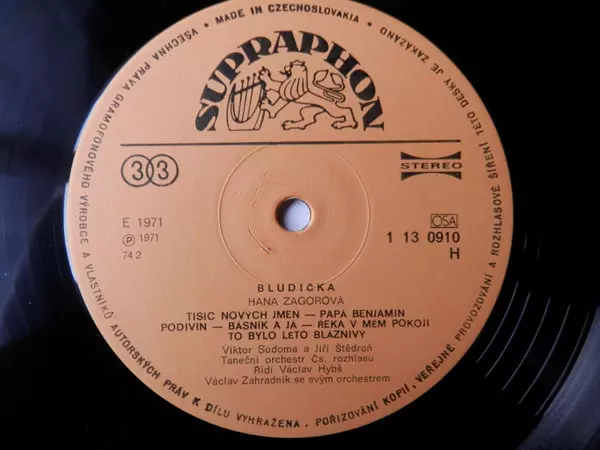 MADE IN CZECHOSLOVAKIA
VŠECHNA PRÁVA GRAMOFONOVÉHO VÝROBCE A VLASTNÍKŮ AUTORSKÝCH PRÁV K DÍLU VYHRAŽENA. POŘIZOVÁNÍ KOPIÍ, VEŘEJNÉ PROVOZOVÁNÍ A ROZHLASOVÉ ŠÍŘENÍ TÉTO DESKY JE ZAKÁZÁNO
SUPRAPHON
33
STEREO
E 1971
Ⓟ 1971
74 2
OSA
1 13 0910
H
BLUDIČKA
HANA ZAGOROVÁ
TISÍC NOVÝCH JMEN — PAPÁ BENJAMIN
PODIVÍN — BÁSNÍK A JÁ — ŘEKA V MÉM POKOJI
TO BYLO LÉTO BLÁZNIVÝ
Viktor Sodoma a Jiří Štědroň
Taneční orchestr Čs. rozhlasu
Řídí Václav Hybš
Václav Zahradník se svým orchestrem